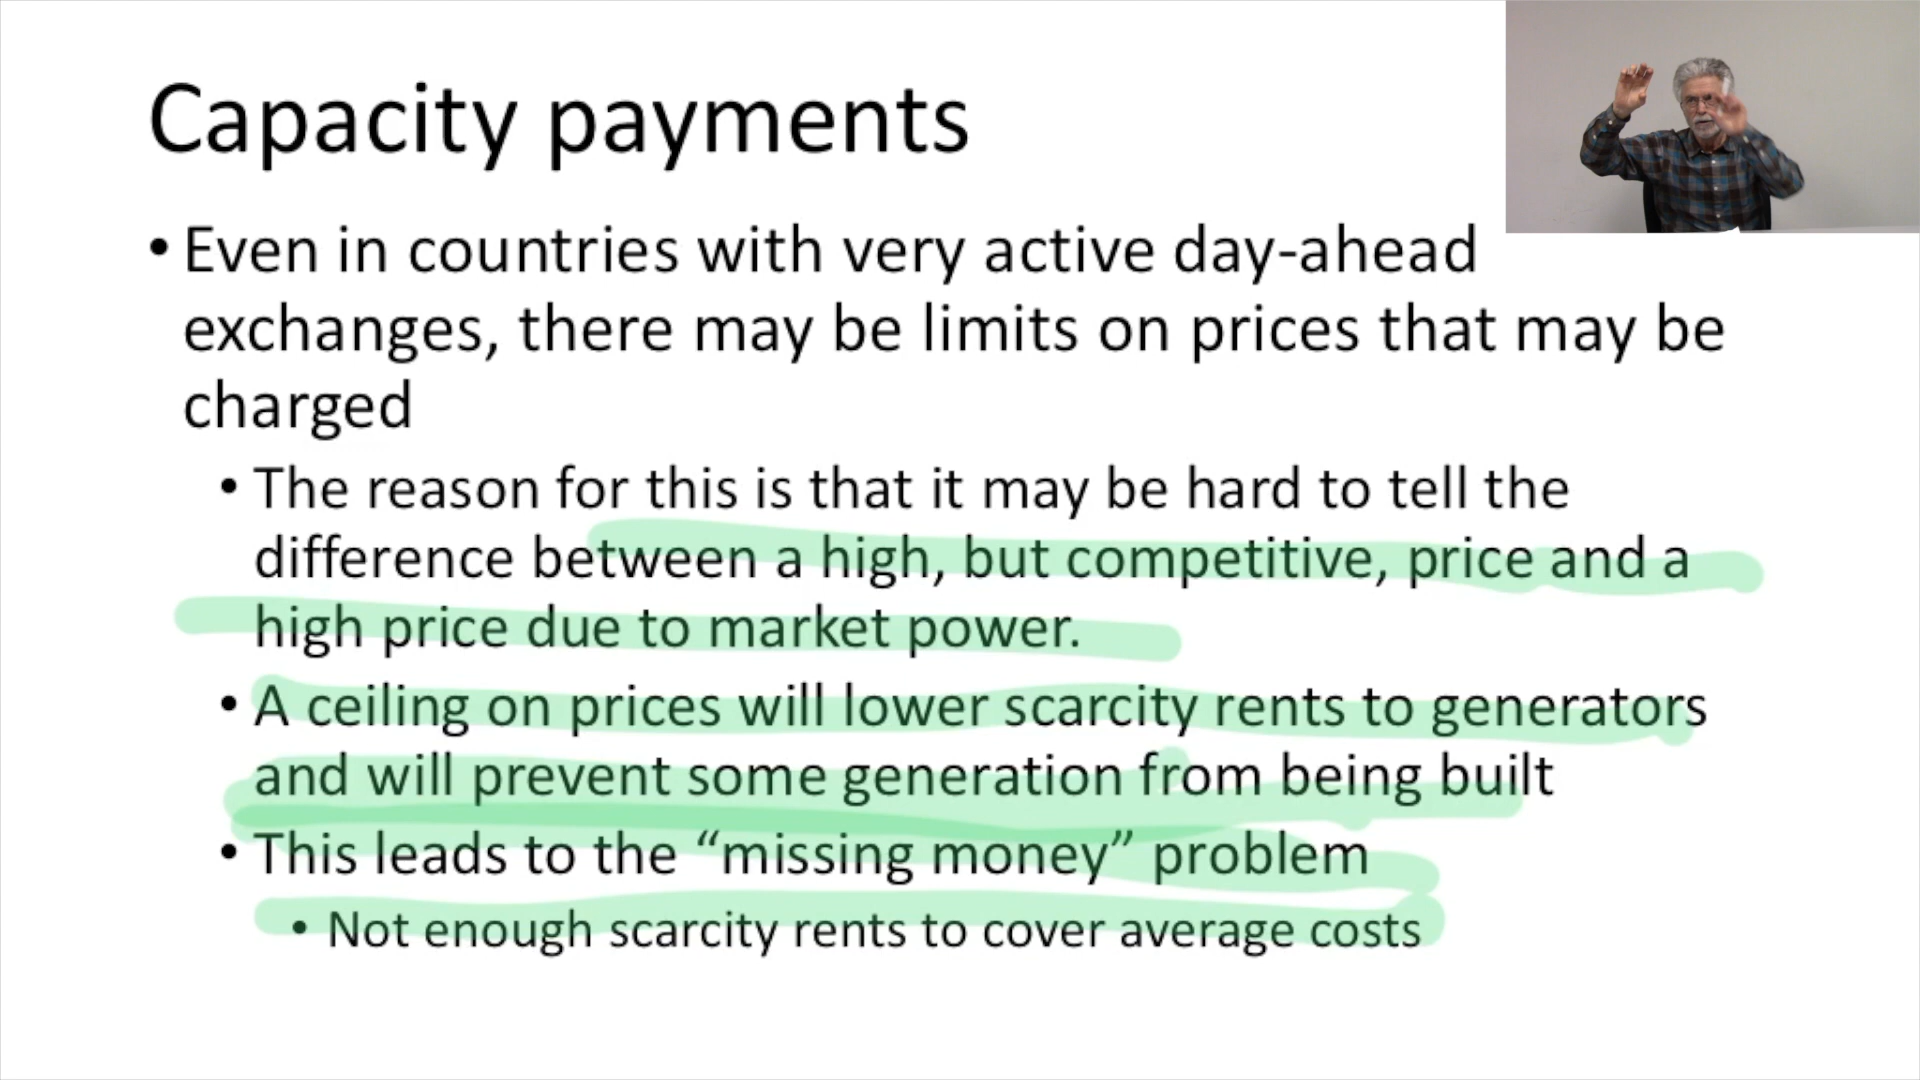 Capacity payments
• Even in countries with very active day-ahead
exchanges, there may be limits on prices that may be
charged
• The reason for this is that it may be hard to tell the
difference between a high, but competitive, price and a
high price due to market power.
• A ceiling on prices will lower scarcity rents to generators
and will prevent some generation from being built
• This leads to the “missing money” problem
• Not enough scarcity rents to cover average costs